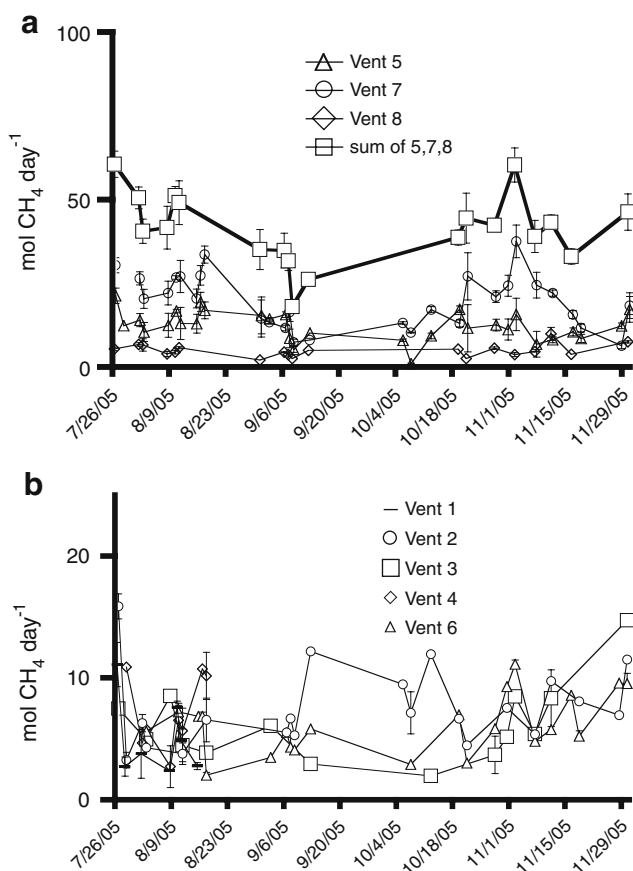 a
100
50
0
mol CH4 day-1
Vent 5
Vent 7
Vent 8
sum of 5,7,8
7/26/05
8/9/05
8/23/05
9/6/05
9/20/05
10/4/05
10/18/05
11/1/05
11/15/05
11/29/05
b
20
10
0
mol CH4 day-1
Vent 1
Vent 2
Vent 3
Vent 4
Vent 6
7/26/05
8/9/05
8/23/05
9/6/05
9/20/05
10/4/05
10/18/05
11/1/05
11/15/05
11/29/05